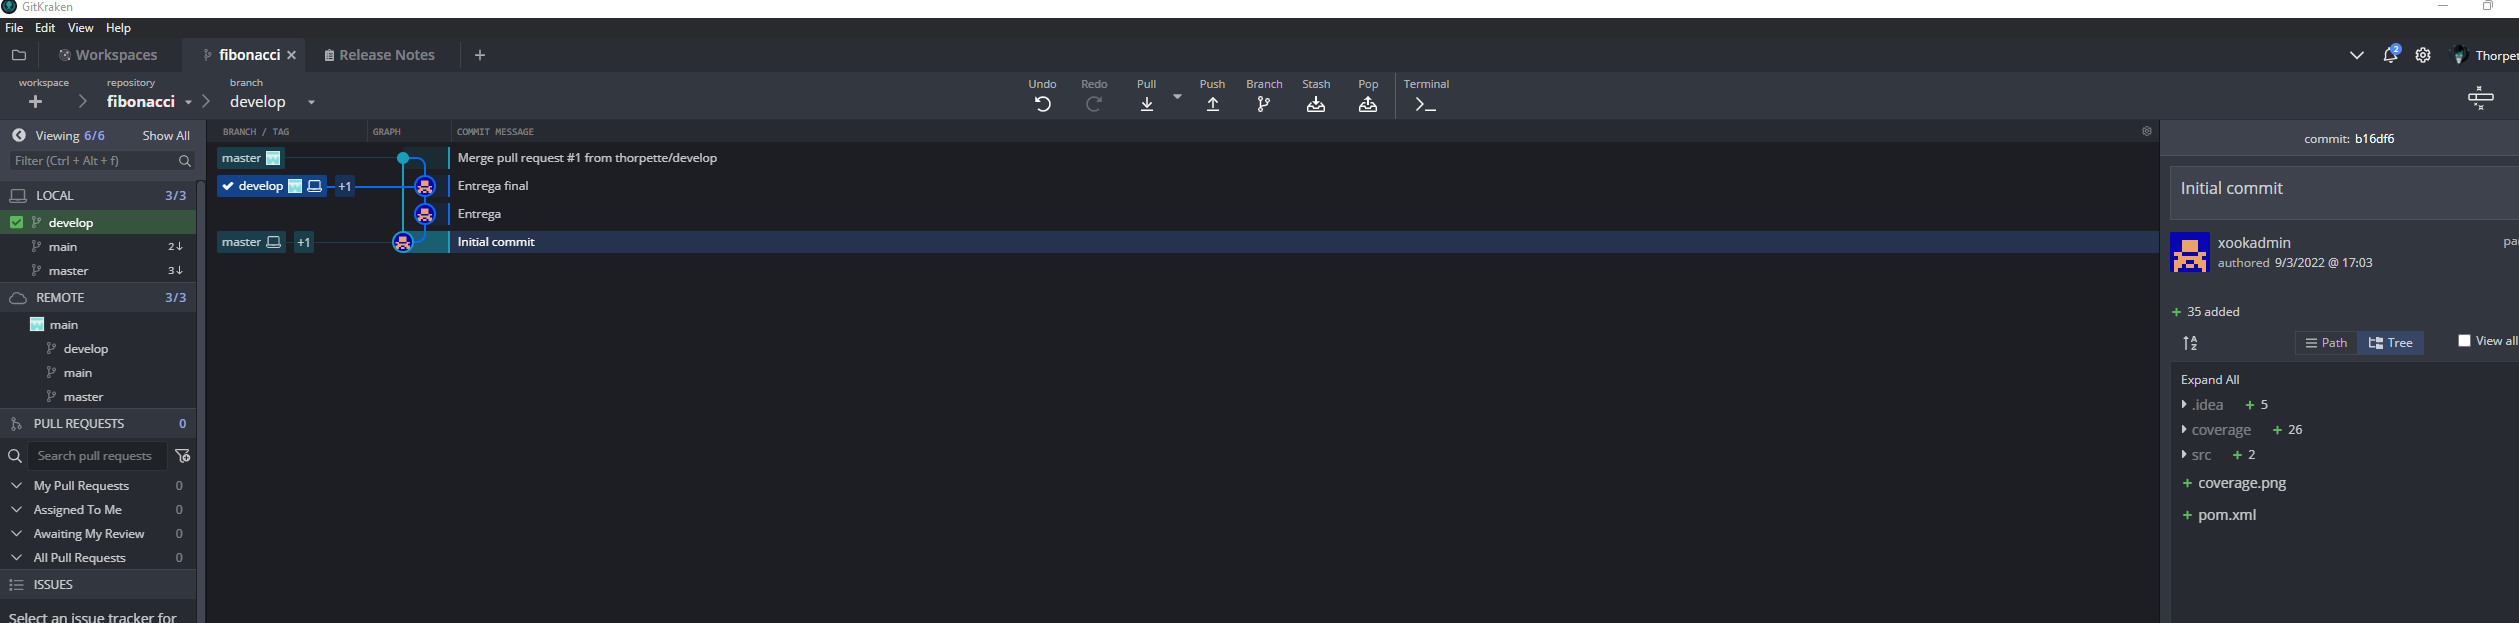 GitKraken
File Edit View Help
Workspaces fibonacci Release Notes
2 Thorpet
workspace repository branch
fibonacci develop
Undo Redo Pull Push Branch Stash Pop Terminal
Viewing 6/6 Show All
Filter (Ctrl + Alt + f)
LOCAL 3/3
develop
main 2↓
master 3↓
REMOTE 3/3
main
develop
main
master
PULL REQUESTS 0
Search pull requests
My Pull Requests 0
Assigned To Me 0
Awaiting My Review 0
All Pull Requests 0
ISSUES
Select an issue tracker for
BRANCH / TAG GRAPH COMMIT MESSAGE
master Merge pull request #1 from thorpette/develop
develop +1 Entrega final
Entrega
master +1 Initial commit
commit: b16df6
Initial commit
xookadmin
authored 9/3/2022 @ 17:03
+ 35 added
Path Tree View all
Expand All
.idea + 5
coverage + 26
src + 2
+ coverage.png
+ pom.xml